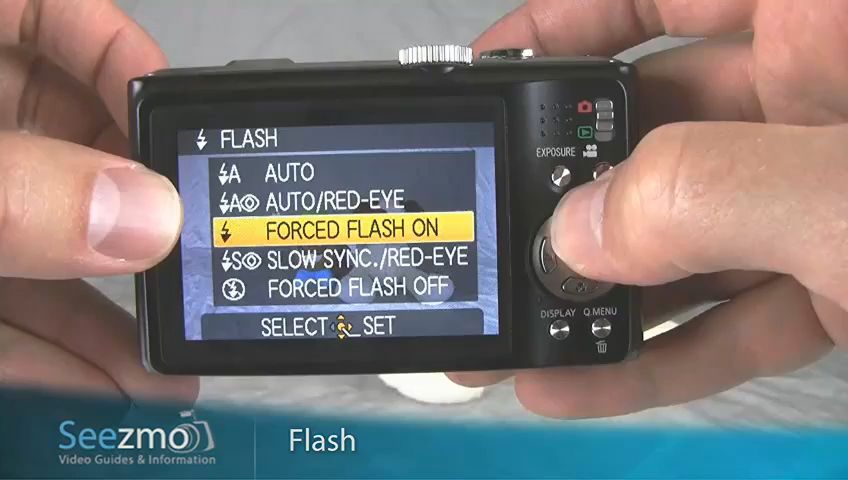 FLASH
AUTO
AUTO/RED-EYE
FORCED FLASH ON
SLOW SYNC./RED-EYE
FORCED FLASH OFF
SELECT SET
EXPOSURE
DISPLAY Q.MENU
Seezmo
Video Guides & Information
Flash